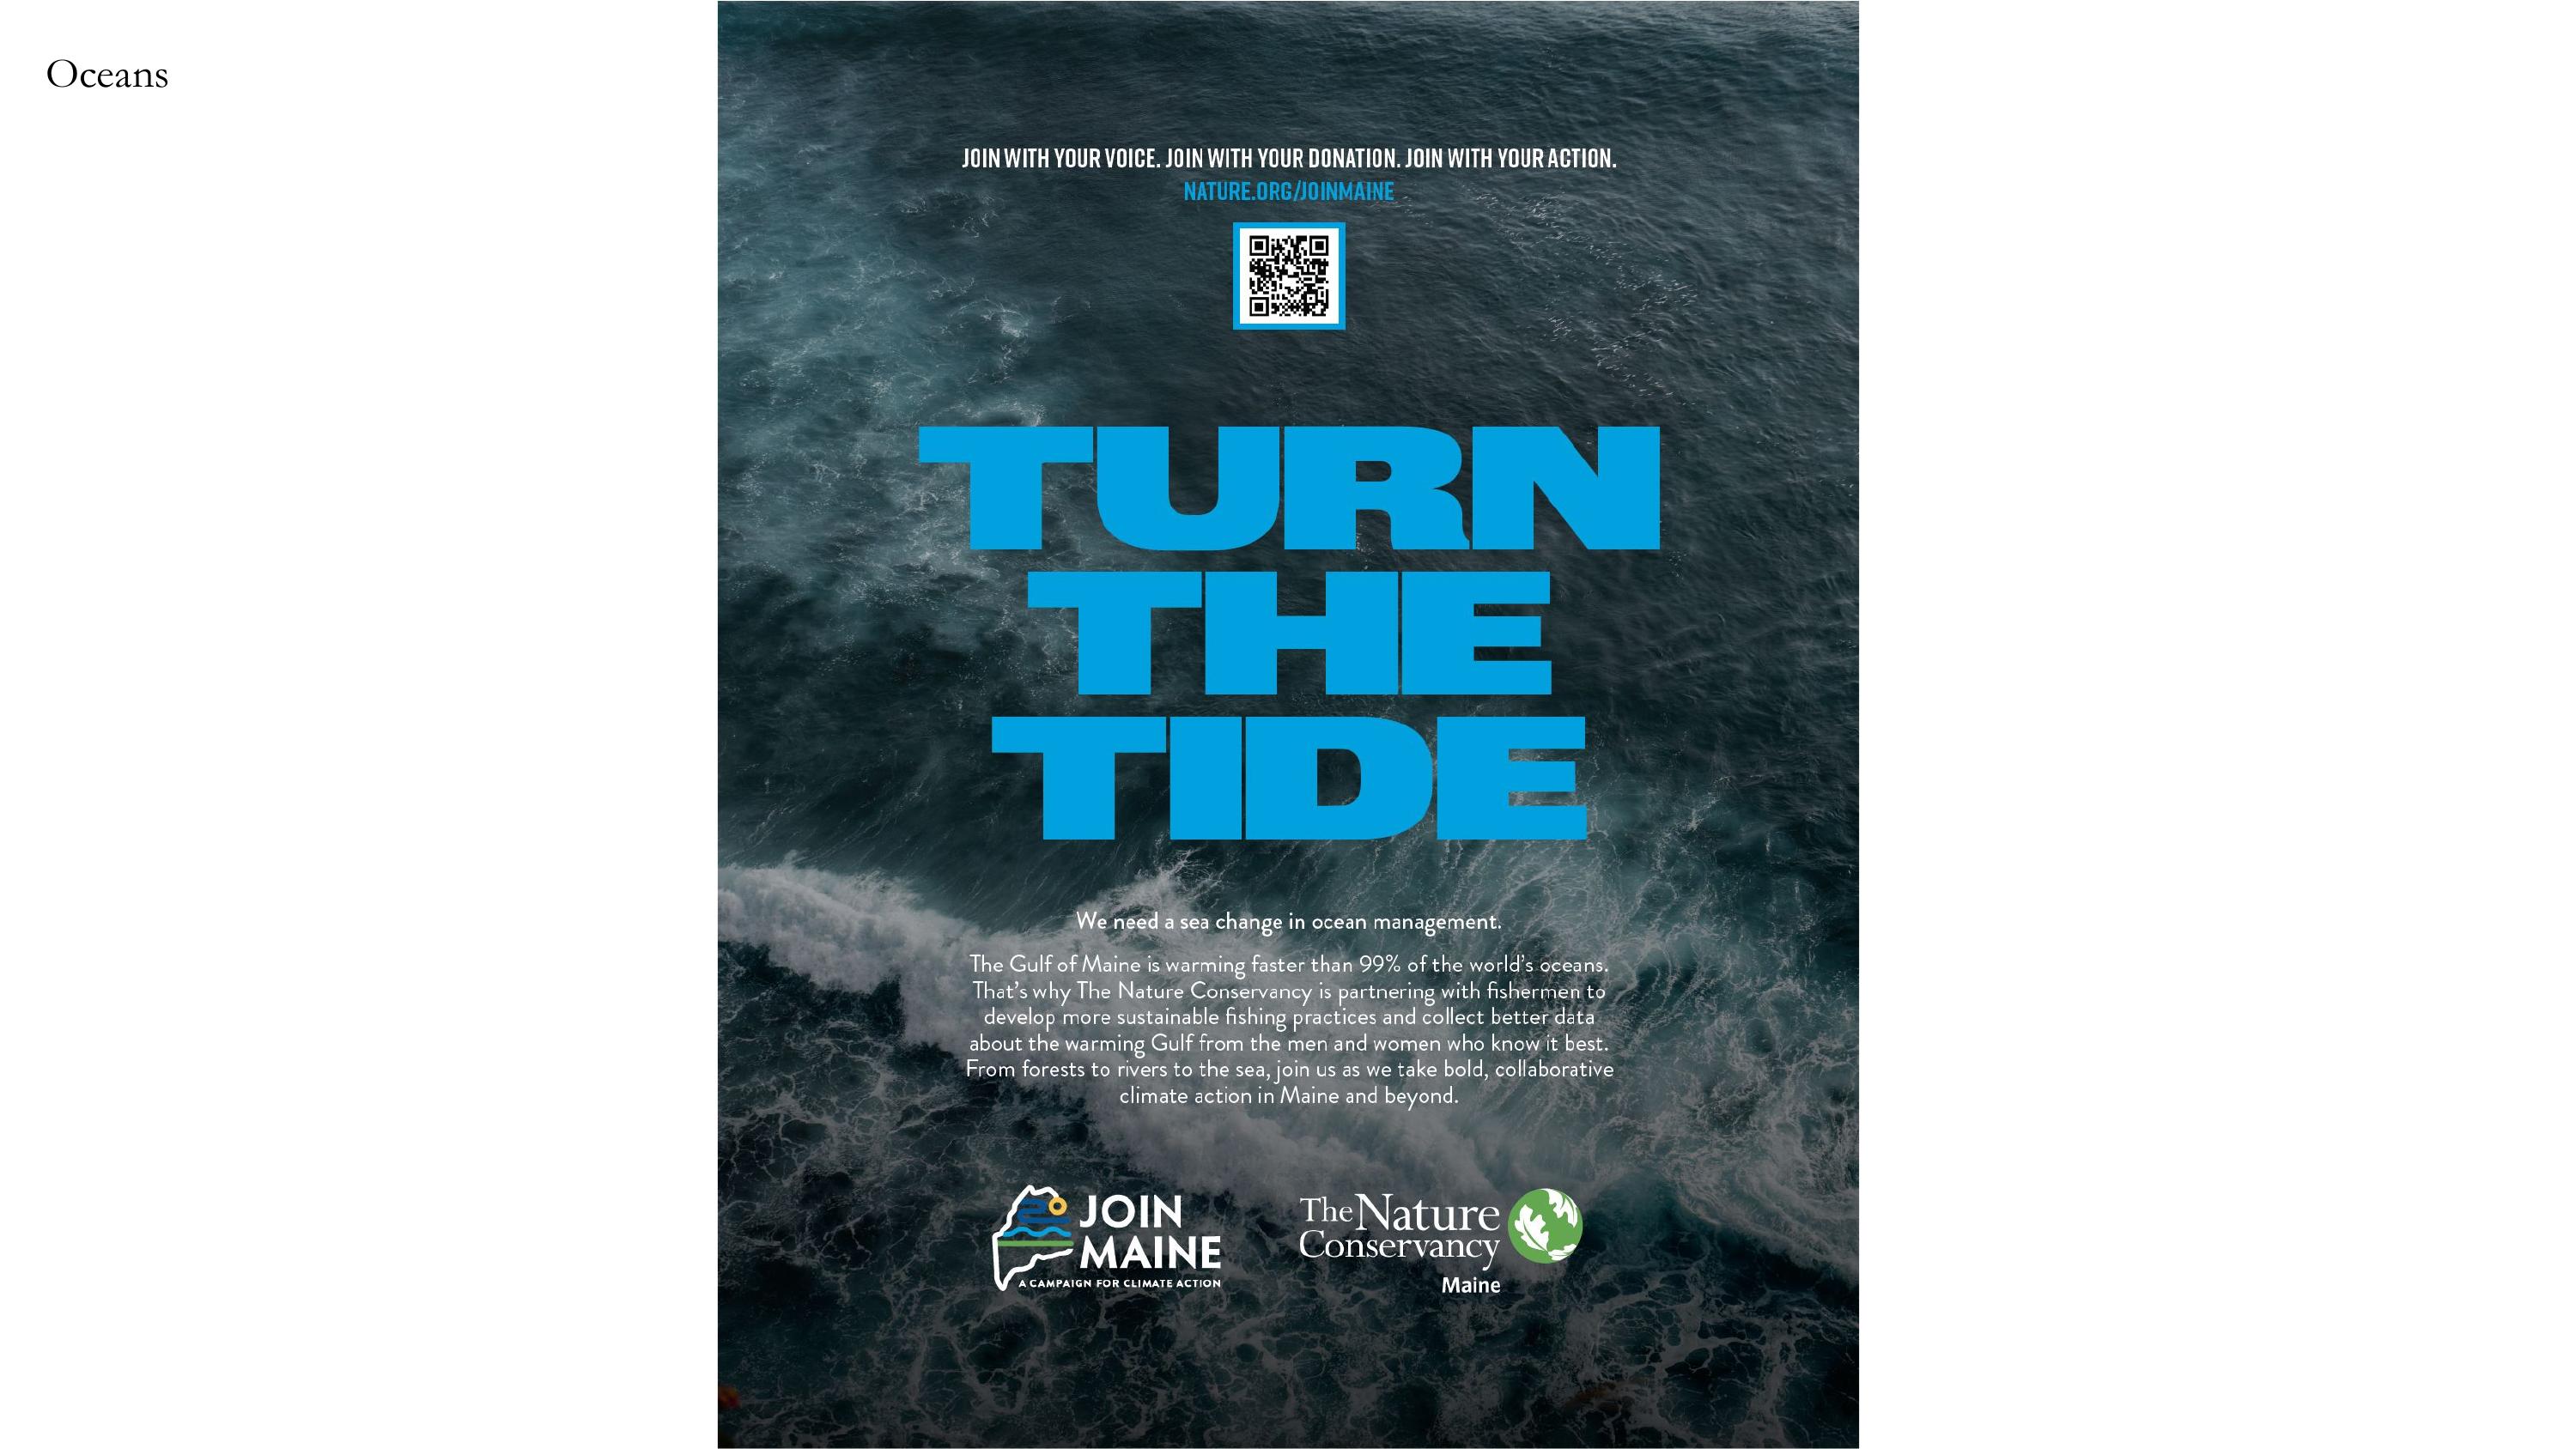 Oceans
JOIN WITH YOUR VOICE. JOIN WITH YOUR DONATION. JOIN WITH YOUR ACTION.
NATURE.ORG/JOINMAINE
TURN
THE
TIDE
We need a sea change in ocean management.
The Gulf of Maine is warming faster than 99% of the world's oceans.
That's why The Nature Conservancy is partnering with fishermen to
develop more sustainable fishing practices and collect better data
about the warming Gulf from the men and women who know it best.
From forests to rivers to the sea, join us as we take bold, collaborative
climate action in Maine and beyond.
JOIN
MAINE
A CAMPAIGN FOR CLIMATE ACTION
The Nature
Conservancy
Maine